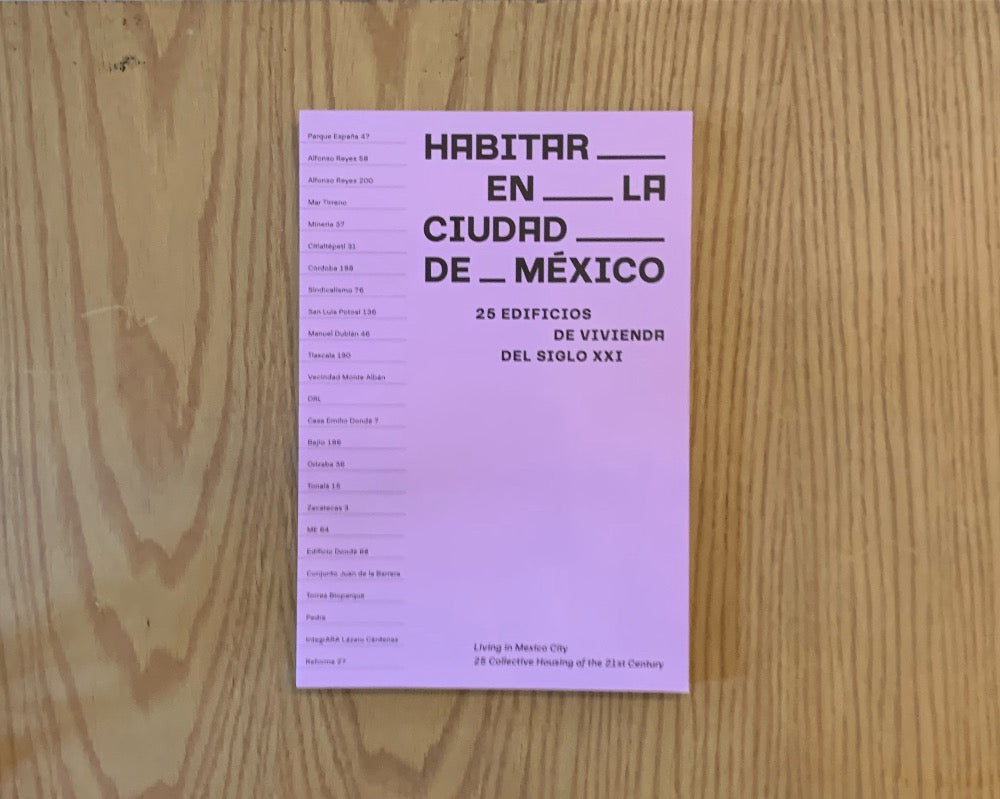 Parque España 47
Alfonso Reyes 58
Alfonso Reyes 200
Mar Tirreno
Minería 37
Citlaltépetl 31
Córdoba 198
Sindicalismo 76
San Luis Potosí 136
Manuel Dublán 46
Tlaxcala 190
Vecindad Monte Albán
ORL
Casa Emilio Dondé 7
Bajío 186
Orizaba 36
Tonalá 15
Zacatecas 3
ME 64
Edificio Dondé 68
Conjunto Juan de la Barrera
Torres Bioparque
Pedro
IntegrARA Lázaro Cárdenas
Reforma 27
HABITAR
EN LA
CIUDAD
DE MÉXICO
25 EDIFICIOS
DE VIVIENDA
DEL SIGLO XXI
Living in Mexico City
25 Collective Housing of the 21st Century